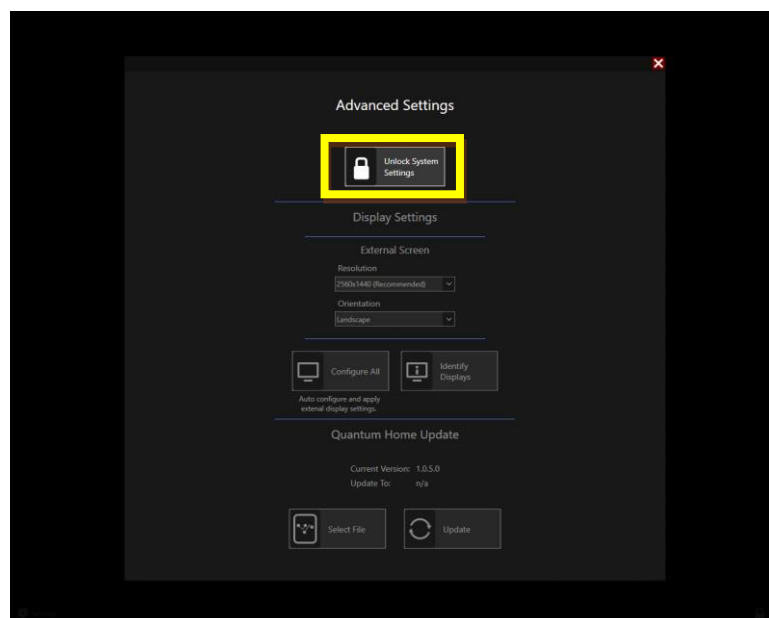 Advanced Settings
Unlock System
Settings
Display Settings
External Screen
Resolution
2560x1440 (Recommended)
Orientation
Landscape
Configure All
Identify
Displays
Auto configure and apply
extenal display settings.
Quantum Home Update
Current Version: 1.0.5.0
Update To: n/a
Select File
Update